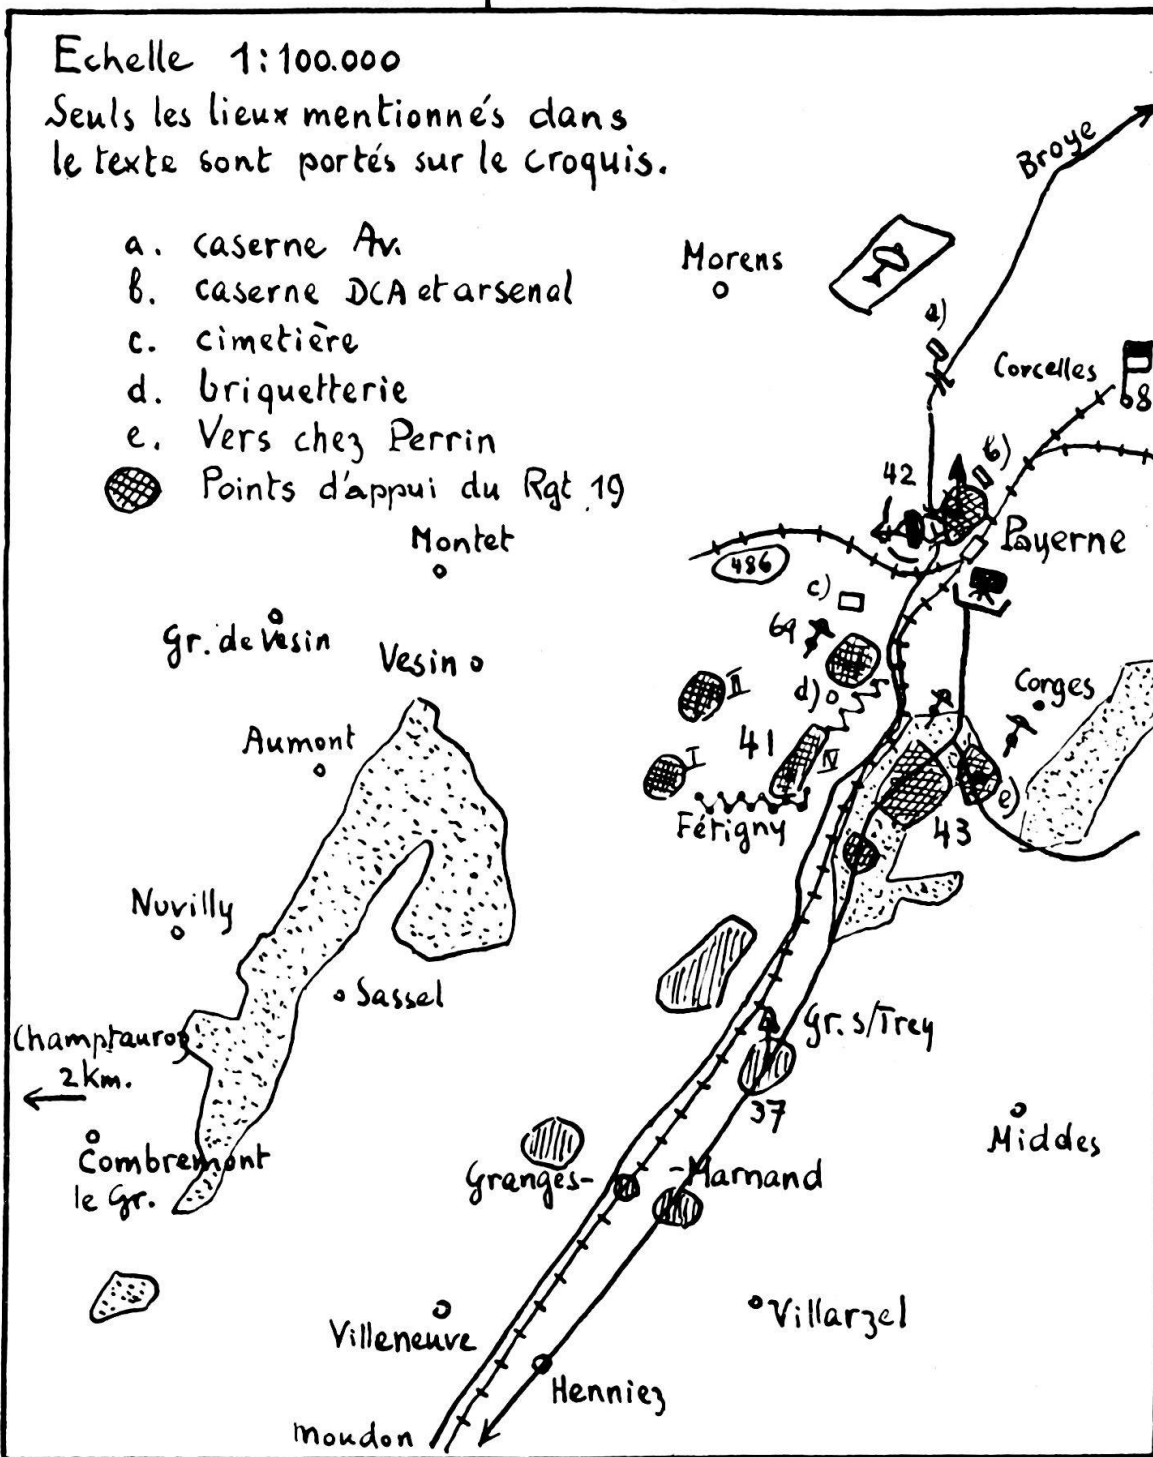 Echelle 1:100.000
Seuls les lieux mentionnés dans
le texte sont portés sur le croquis.
a. caserne Av.
b. caserne DCA et arsenal
c. cimetière
d. briquetterie
e. Vers chez Perrin
Points d'appui du Rgt 19
Broye
Morens
a)
Corcelles
68
b)
42
Payerne
Montet
486
c)
Gr. de Vesin
Vesin
69
II
d)
Corges
Aumont
41
I
IV
e)
Fétigny
43
Nuvilly
Sassel
Champtauroz
2 km.
Gr. s/Trey
37
Middes
Combremont
le Gr.
Granges-
-Marnand
Villeneuve
Villarzel
Henniez
Moudon